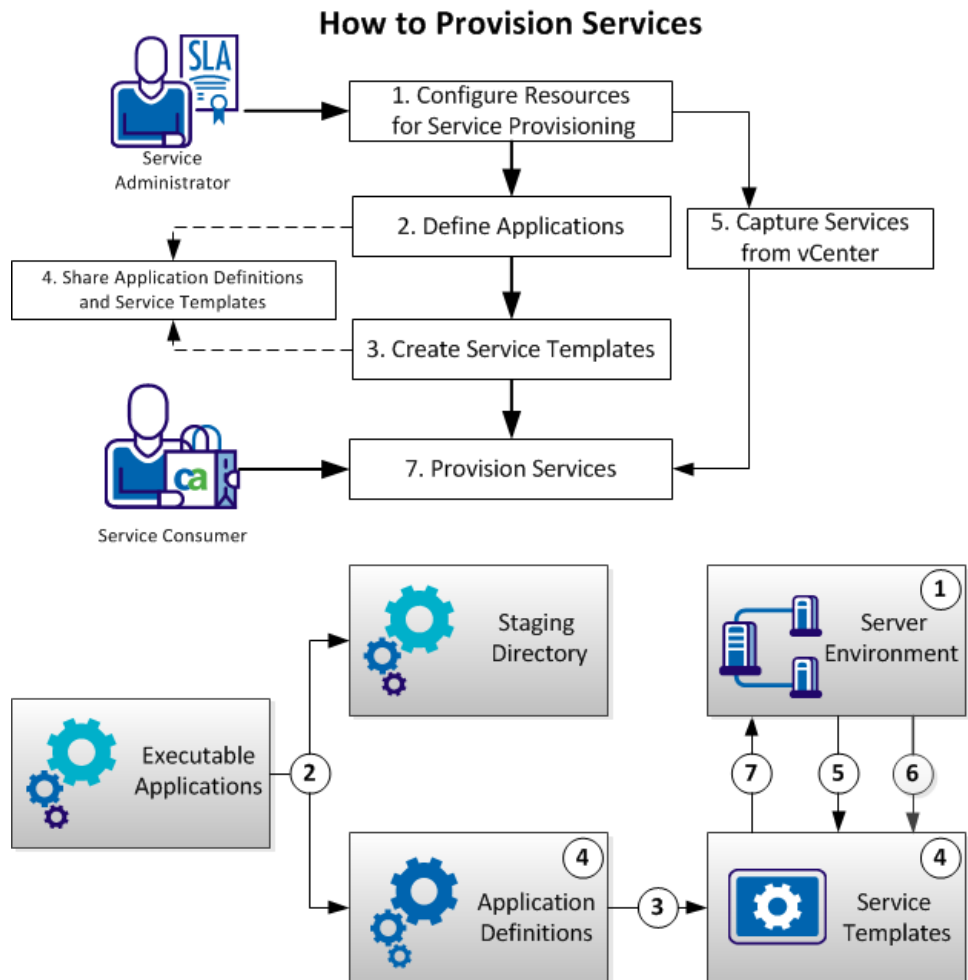 How to Provision Services
SLA
Service
Administrator
1. Configure Resources
for Service Provisioning
2. Define Applications
5. Capture Services
from vCenter
4. Share Application Definitions
and Service Templates
3. Create Service Templates
ca
Service Consumer
7. Provision Services
Staging
Directory
1
Server
Environment
Executable
Applications
2
7
5
6
4
Application
Definitions
3
4
Service
Templates